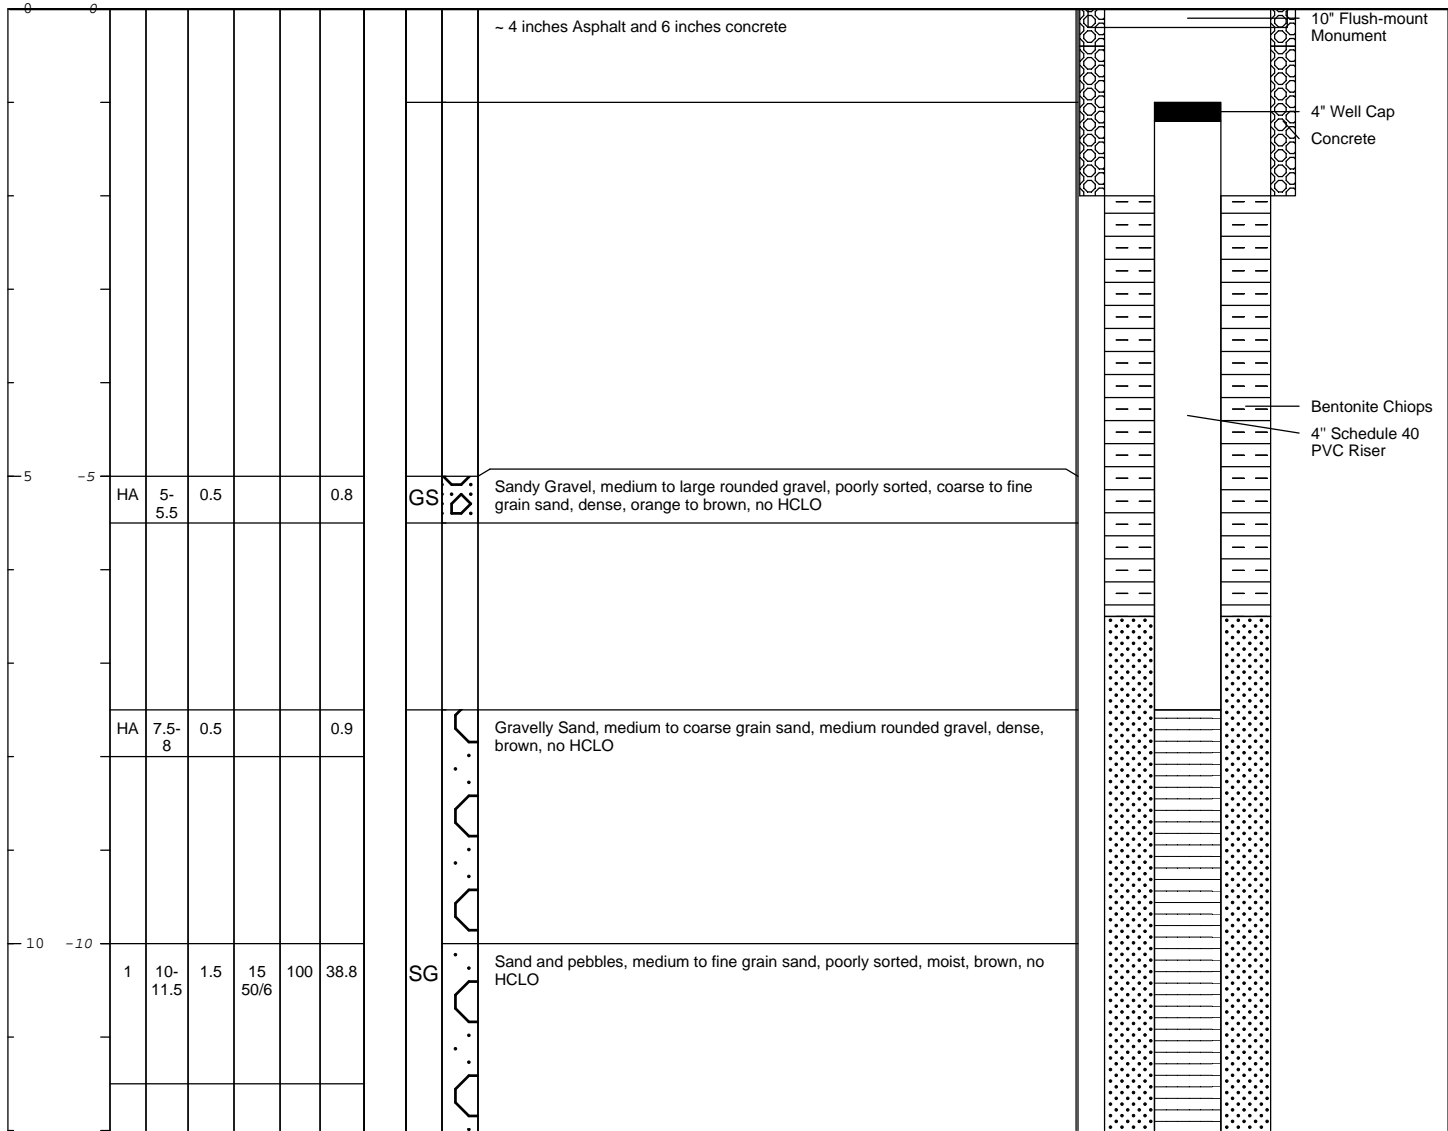 0 0
~ 4 inches Asphalt and 6 inches concrete
10" Flush-mount
Monument
4" Well Cap
Concrete
Bentonite Chiops
4" Schedule 40
PVC Riser
5 -5
HA 5- 0.5 0.8 GS
5.5
Sandy Gravel, medium to large rounded gravel, poorly sorted, coarse to fine
grain sand, dense, orange to brown, no HCLO
HA 7.5- 0.5 0.9
8
Gravelly Sand, medium to coarse grain sand, medium rounded gravel, dense,
brown, no HCLO
10 -10
1 10- 1.5 15 100 38.8 SG
11.5 50/6
Sand and pebbles, medium to fine grain sand, poorly sorted, moist, brown, no
HCLO